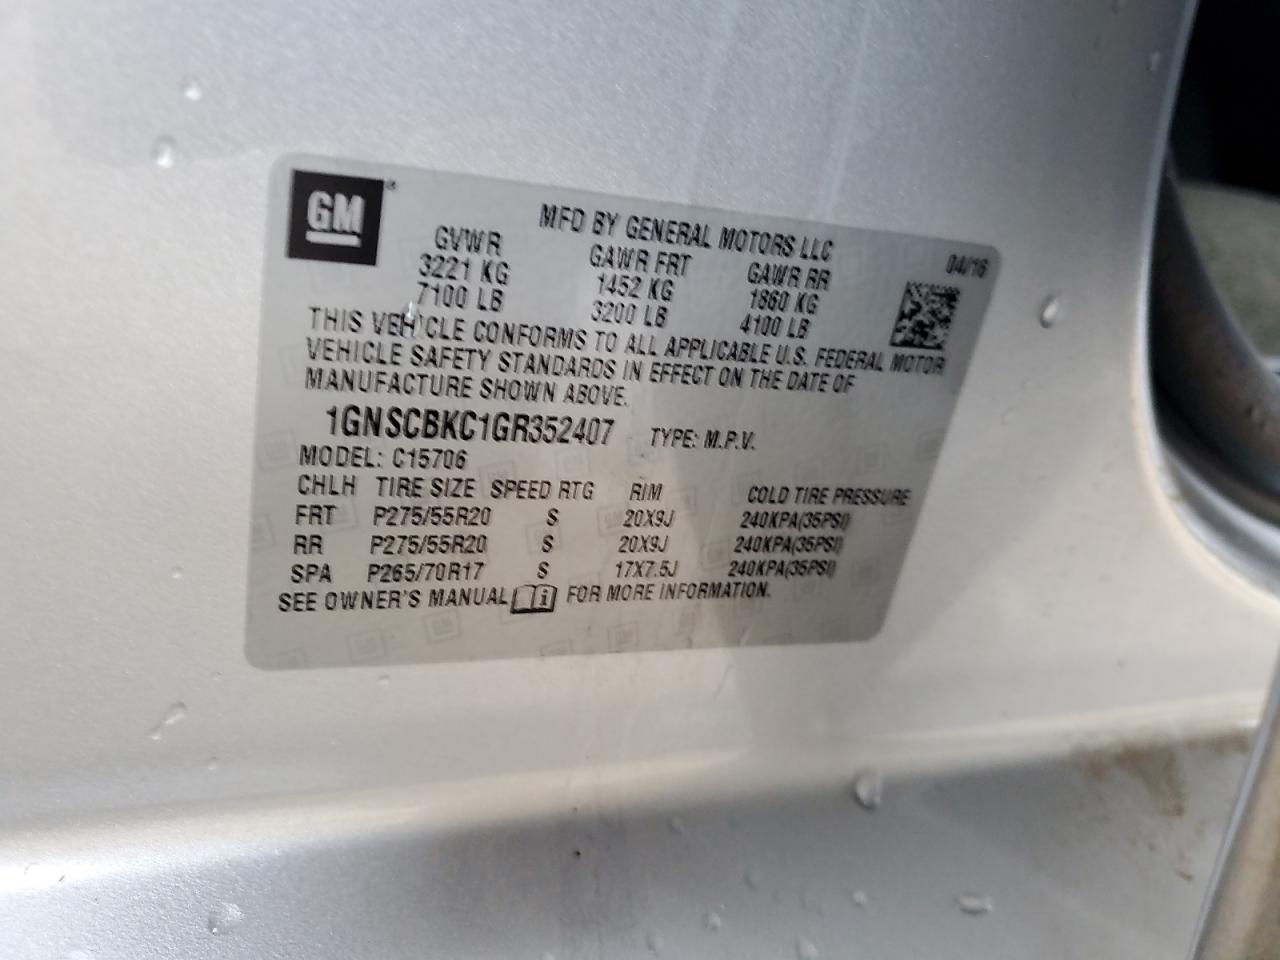 GM®
MFD BY GENERAL MOTORS LLC
04/16
GVWR GAWR FRT GAWR RR
3221 KG 1452 KG 1860 KG
7100 LB 3200 LB 4100 LB
THIS VEHICLE CONFORMS TO ALL APPLICABLE U.S. FEDERAL MOTOR
VEHICLE SAFETY STANDARDS IN EFFECT ON THE DATE OF
MANUFACTURE SHOWN ABOVE.
1GNSCBKC1GR352407 TYPE: M.P.V.
MODEL: C15706
CHLH TIRE SIZE SPEED RTG RIM COLD TIRE PRESSURE
FRT P275/55R20 S 20X9J 240KPA(35PSI)
RR P275/55R20 S 20X9J 240KPA(35PSI)
SPA P265/70R17 S 17X7.5J 240KPA(35PSI)
SEE OWNER'S MANUAL i FOR MORE INFORMATION.